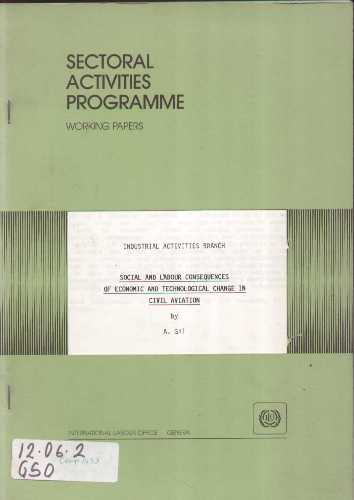 SECTORAL
ACTIVITIES
PROGRAMME
WORKING PAPERS
INDUSTRIAL ACTIVITIES BRANCH
SOCIAL AND LABOUR CONSEQUENCES
OF ECONOMIC AND TECHNOLOGICAL CHANGE IN
CIVIL AVIATION
by
A.
INTERNATIONAL LABOUR OFFICE GENEVA
12.06.2
GSO